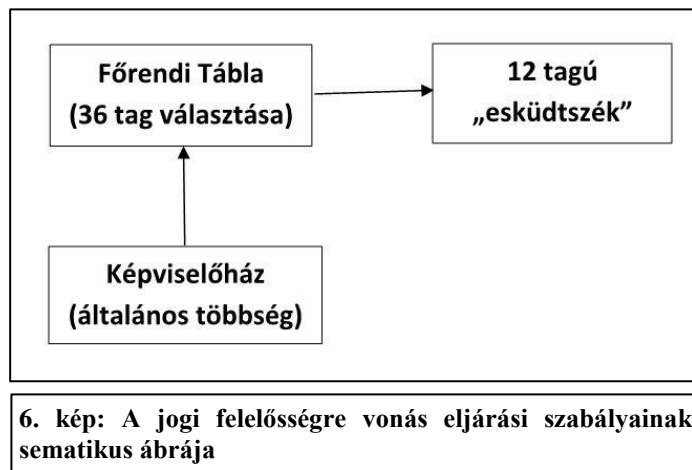 Főrendi Tábla
(36 tag választása)
12 tagú
„esküdtszék”
Képviselőház
(általános többség)
6. kép: A jogi felelősségre vonás eljárási szabályainak
sematikus ábrája